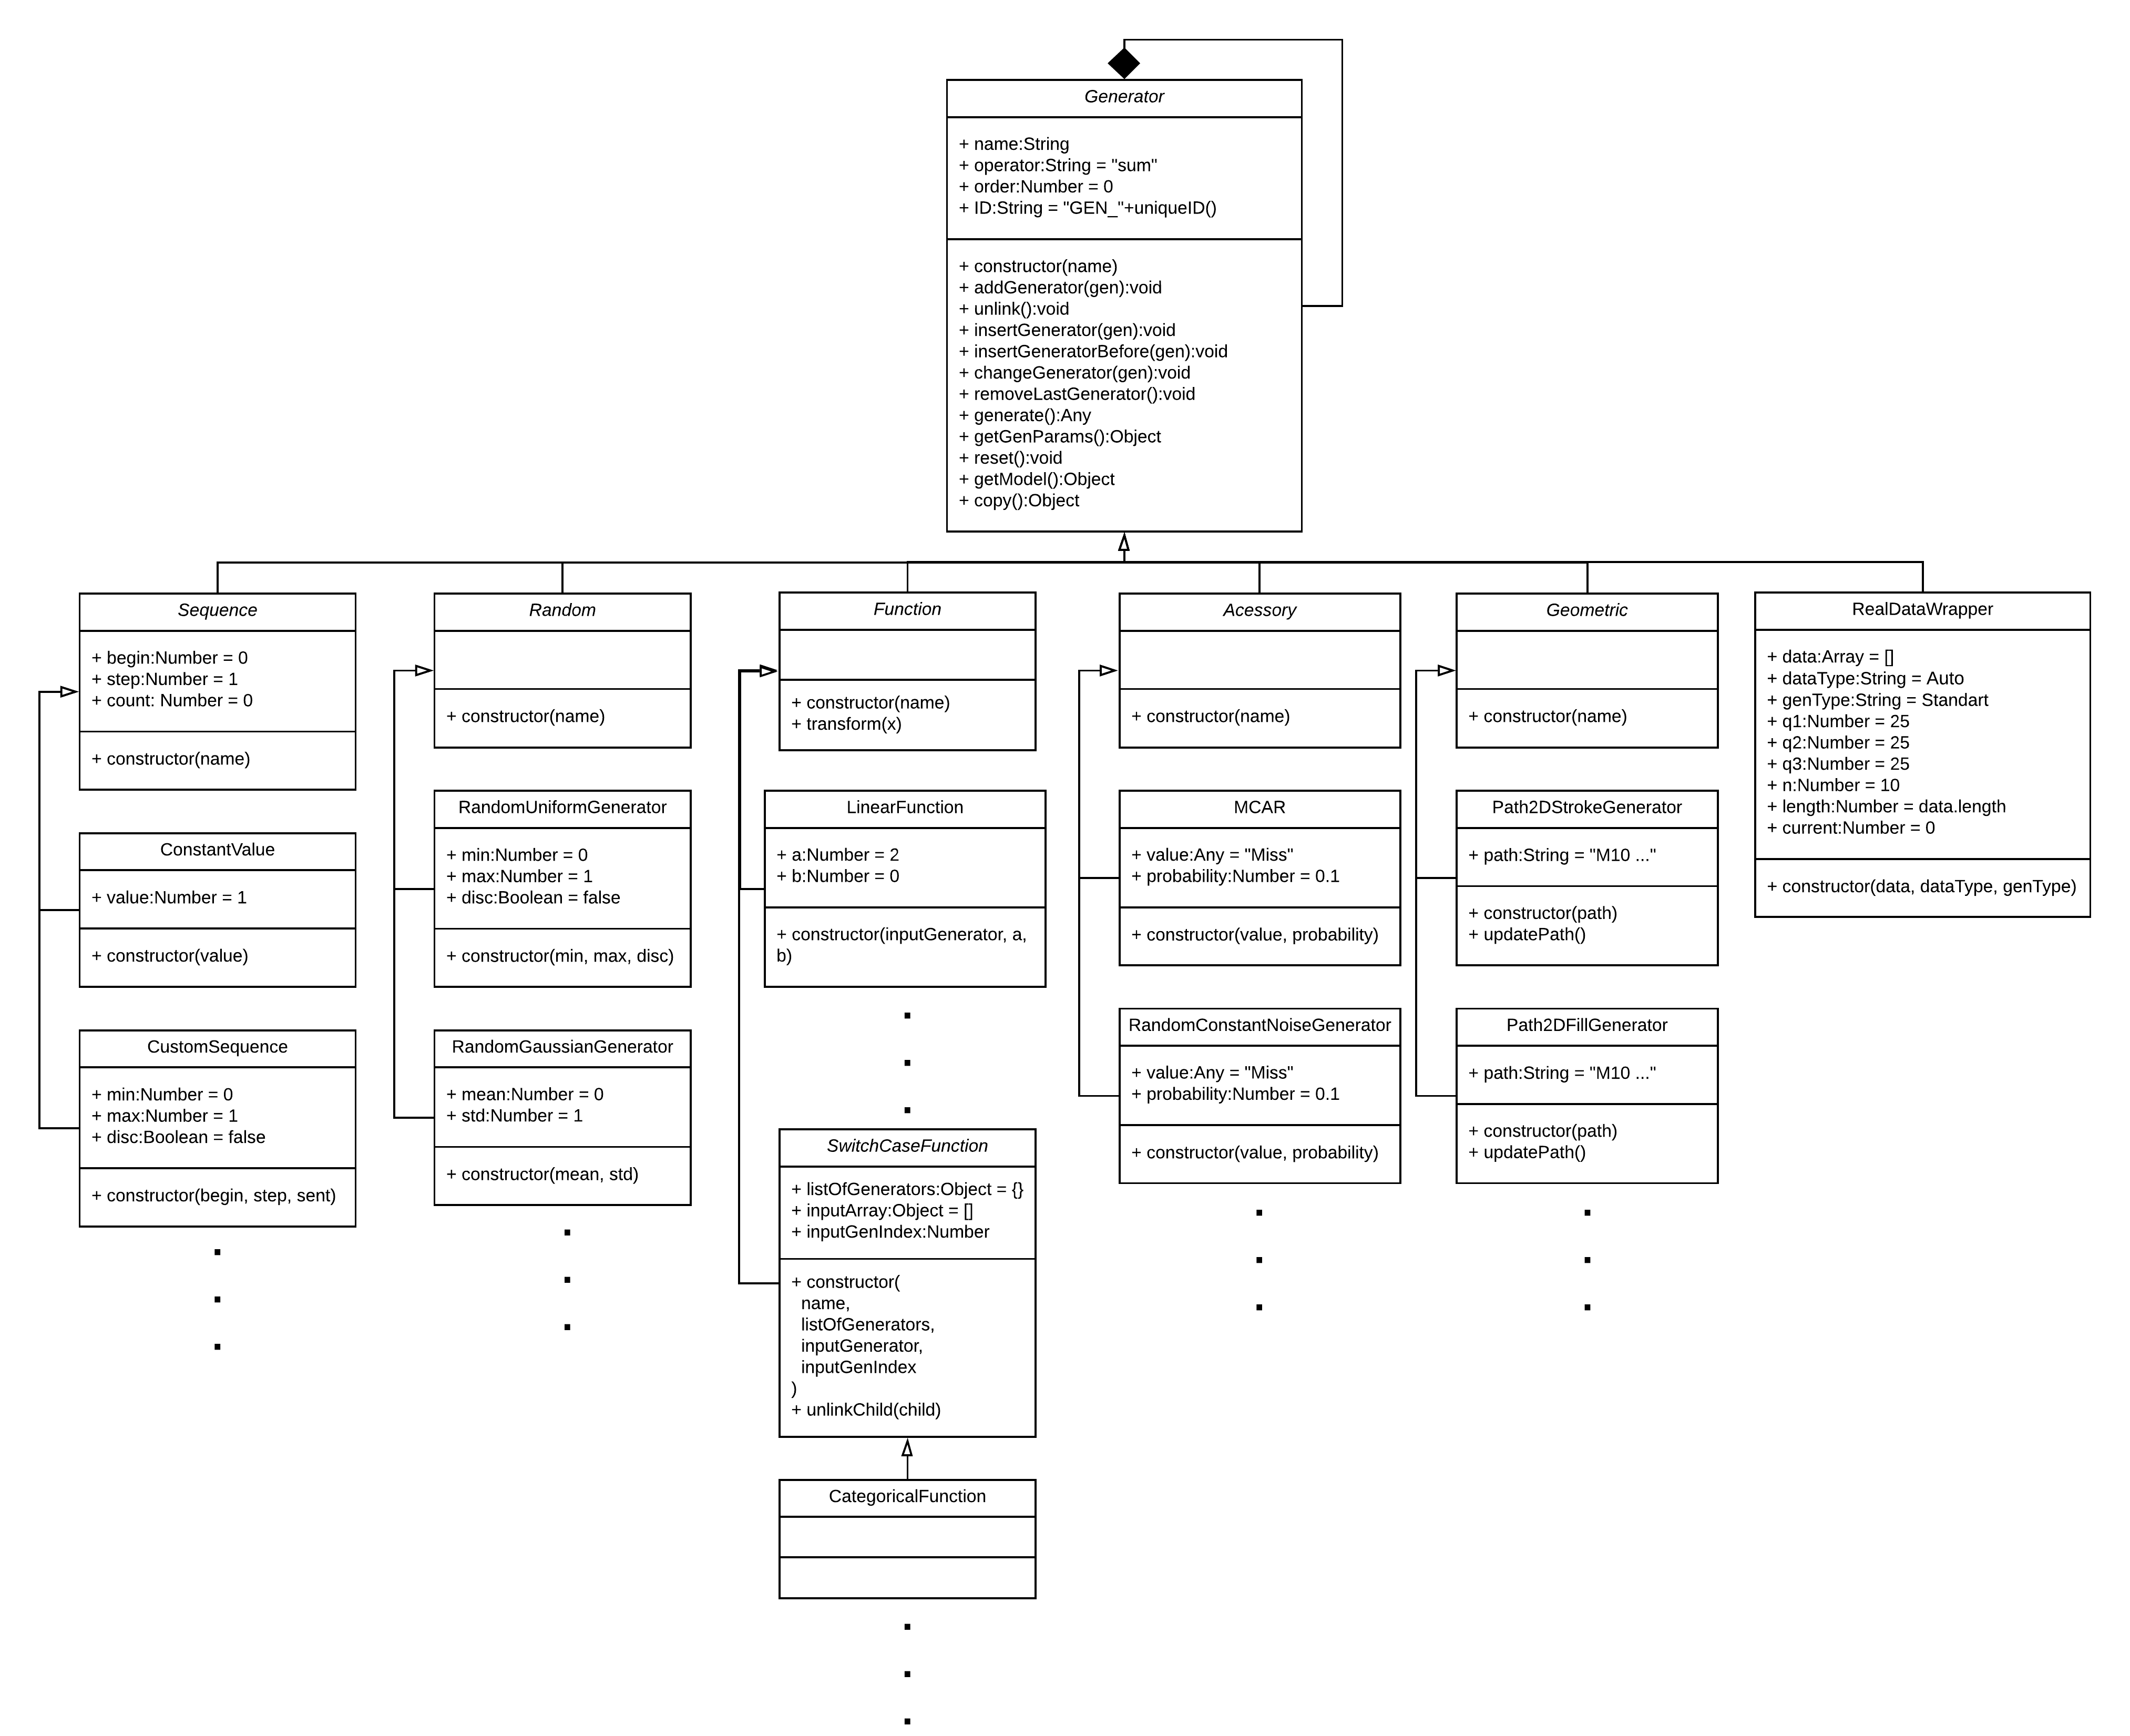 Generator
+ name:String
+ operator:String = "sum"
+ order:Number = 0
+ ID:String = "GEN_"+uniqueID()
+ constructor(name)
+ addGenerator(gen):void
+ unlink():void
+ insertGenerator(gen):void
+ insertGeneratorBefore(gen):void
+ changeGenerator(gen):void
+ removeLastGenerator():void
+ generate():Any
+ getGenParams():Object
+ reset():void
+ getModel():Object
+ copy():Object
Sequence
+ begin:Number = 0
+ step:Number = 1
+ count: Number = 0
+ constructor(name)
ConstantValue
+ value:Number = 1
+ constructor(value)
CustomSequence
+ min:Number = 0
+ max:Number = 1
+ disc:Boolean = false
+ constructor(begin, step, sent)
Random
+ constructor(name)
RandomUniformGenerator
+ min:Number = 0
+ max:Number = 1
+ disc:Boolean = false
+ constructor(min, max, disc)
RandomGaussianGenerator
+ mean:Number = 0
+ std:Number = 1
+ constructor(mean, std)
Function
+ constructor(name)
+ transform(x)
LinearFunction
+ a:Number = 2
+ b:Number = 0
+ constructor(inputGenerator, a,
b)
SwitchCaseFunction
+ listOfGenerators:Object = {}
+ inputArray:Object = []
+ inputGenIndex:Number
+ constructor(
name,
listOfGenerators,
inputGenerator,
inputGenIndex
)
+ unlinkChild(child)
CategoricalFunction
Acessory
+ constructor(name)
MCAR
+ value:Any = "Miss"
+ probability:Number = 0.1
+ constructor(value, probability)
RandomConstantNoiseGenerator
+ value:Any = "Miss"
+ probability:Number = 0.1
+ constructor(value, probability)
Geometric
+ constructor(name)
Path2DStrokeGenerator
+ path:String = "M10 ..."
+ constructor(path)
+ updatePath()
Path2DFillGenerator
+ path:String = "M10 ..."
+ constructor(path)
+ updatePath()
RealDataWrapper
+ data:Array = []
+ dataType:String = Auto
+ genType:String = Standart
+ q1:Number = 25
+ q2:Number = 25
+ q3:Number = 25
+ n:Number = 10
+ length:Number = data.length
+ current:Number = 0
+ constructor(data, dataType, genType)